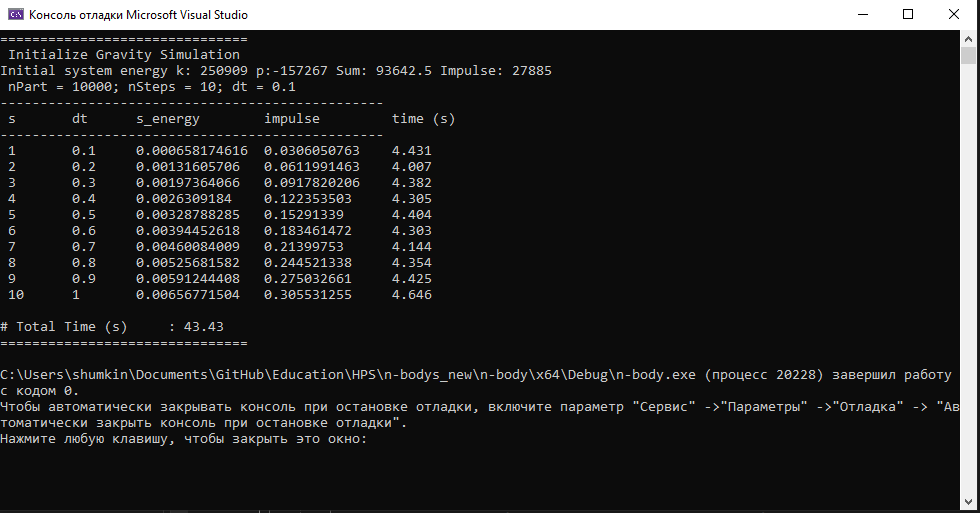 Консоль отладки Microsoft Visual Studio
===============================
Initialize Gravity Simulation
Initial system energy k: 250909 p:-157267 Sum: 93642.5 Impulse: 27885
nPart = 10000; nSteps = 10; dt = 0.1
------------------------------------------------
s dt s_energy impulse time (s)
------------------------------------------------
1 0.1 0.000658174616 0.0306050763 4.431
2 0.2 0.00131605706 0.0611991463 4.007
3 0.3 0.00197364066 0.0917820206 4.382
4 0.4 0.0026309184 0.122353503 4.305
5 0.5 0.00328788285 0.15291339 4.404
6 0.6 0.00394452618 0.183461472 4.303
7 0.7 0.00460084009 0.21399753 4.144
8 0.8 0.00525681582 0.244521338 4.354
9 0.9 0.00591244408 0.275032661 4.425
10 1 0.00656771504 0.305531255 4.646
# Total Time (s) : 43.43
===============================
C:\Users\shumkin\Documents\GitHub\Education\HPS\n-bodys_new\n-body\x64\Debug\n-body.exe (процесс 20228) завершил работу
с кодом 0.
Чтобы автоматически закрывать консоль при остановке отладки, включите параметр "Сервис" ->"Параметры" ->"Отладка" -> "Ав
томатически закрыть консоль при остановке отладки".
Нажмите любую клавишу, чтобы закрыть это окно: